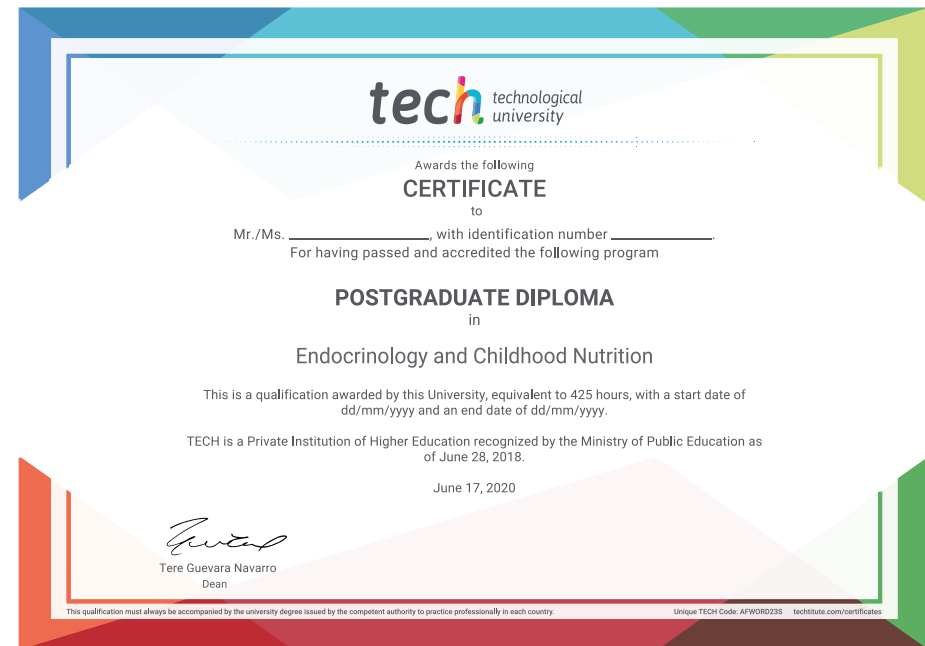 tech technological
university
Awards the following
CERTIFICATE
to
Mr./Ms. ____________________, with identification number ______________.
For having passed and accredited the following program
POSTGRADUATE DIPLOMA
in
Endocrinology and Childhood Nutrition
This is a qualification awarded by this University, equivalent to 425 hours, with a start date of
dd/mm/yyyy and an end date of dd/mm/yyyy.
TECH is a Private Institution of Higher Education recognized by the Ministry of Public Education as
of June 28, 2018.
June 17, 2020
Tere Guevara Navarro
Dean
This qualification must always be accompanied by the university degree issued by the competent authority to practice professionally in each country.
Unique TECH Code: AFWORD23S techtitute.com/certificates